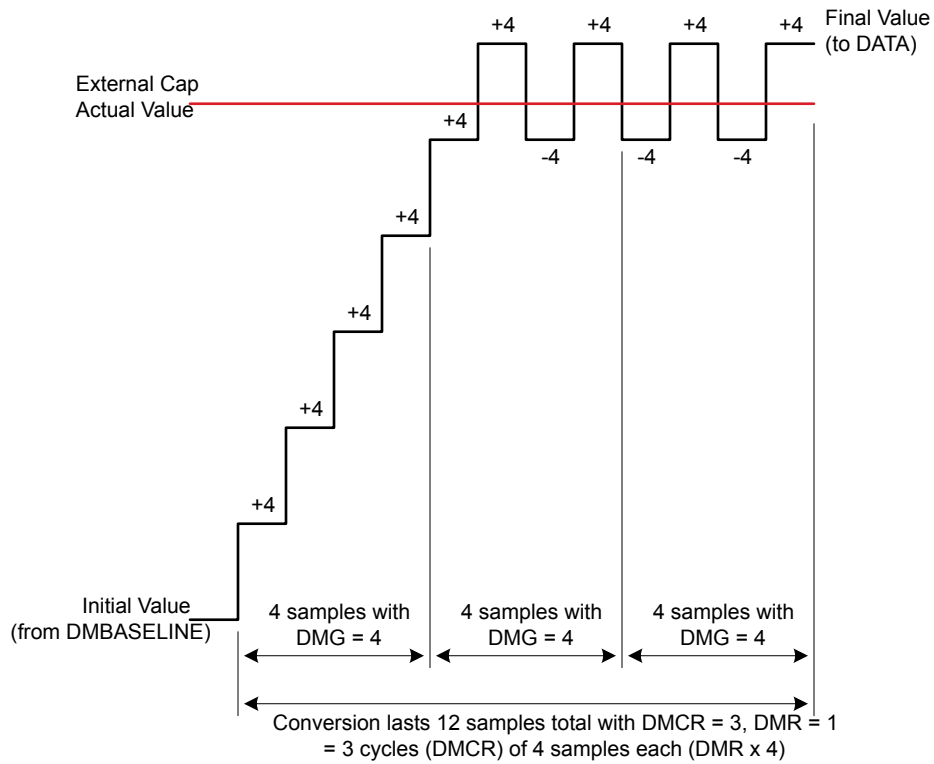 +4
+4
+4
+4
Final Value
(to DATA)
External Cap
Actual Value
+4
-4
-4
-4
+4
+4
+4
+4
Initial Value
(from DMBASELINE)
4 samples with
DMG = 4
4 samples with
DMG = 4
4 samples with
DMG = 4
Conversion lasts 12 samples total with DMCR = 3, DMR = 1
= 3 cycles (DMCR) of 4 samples each (DMR x 4)